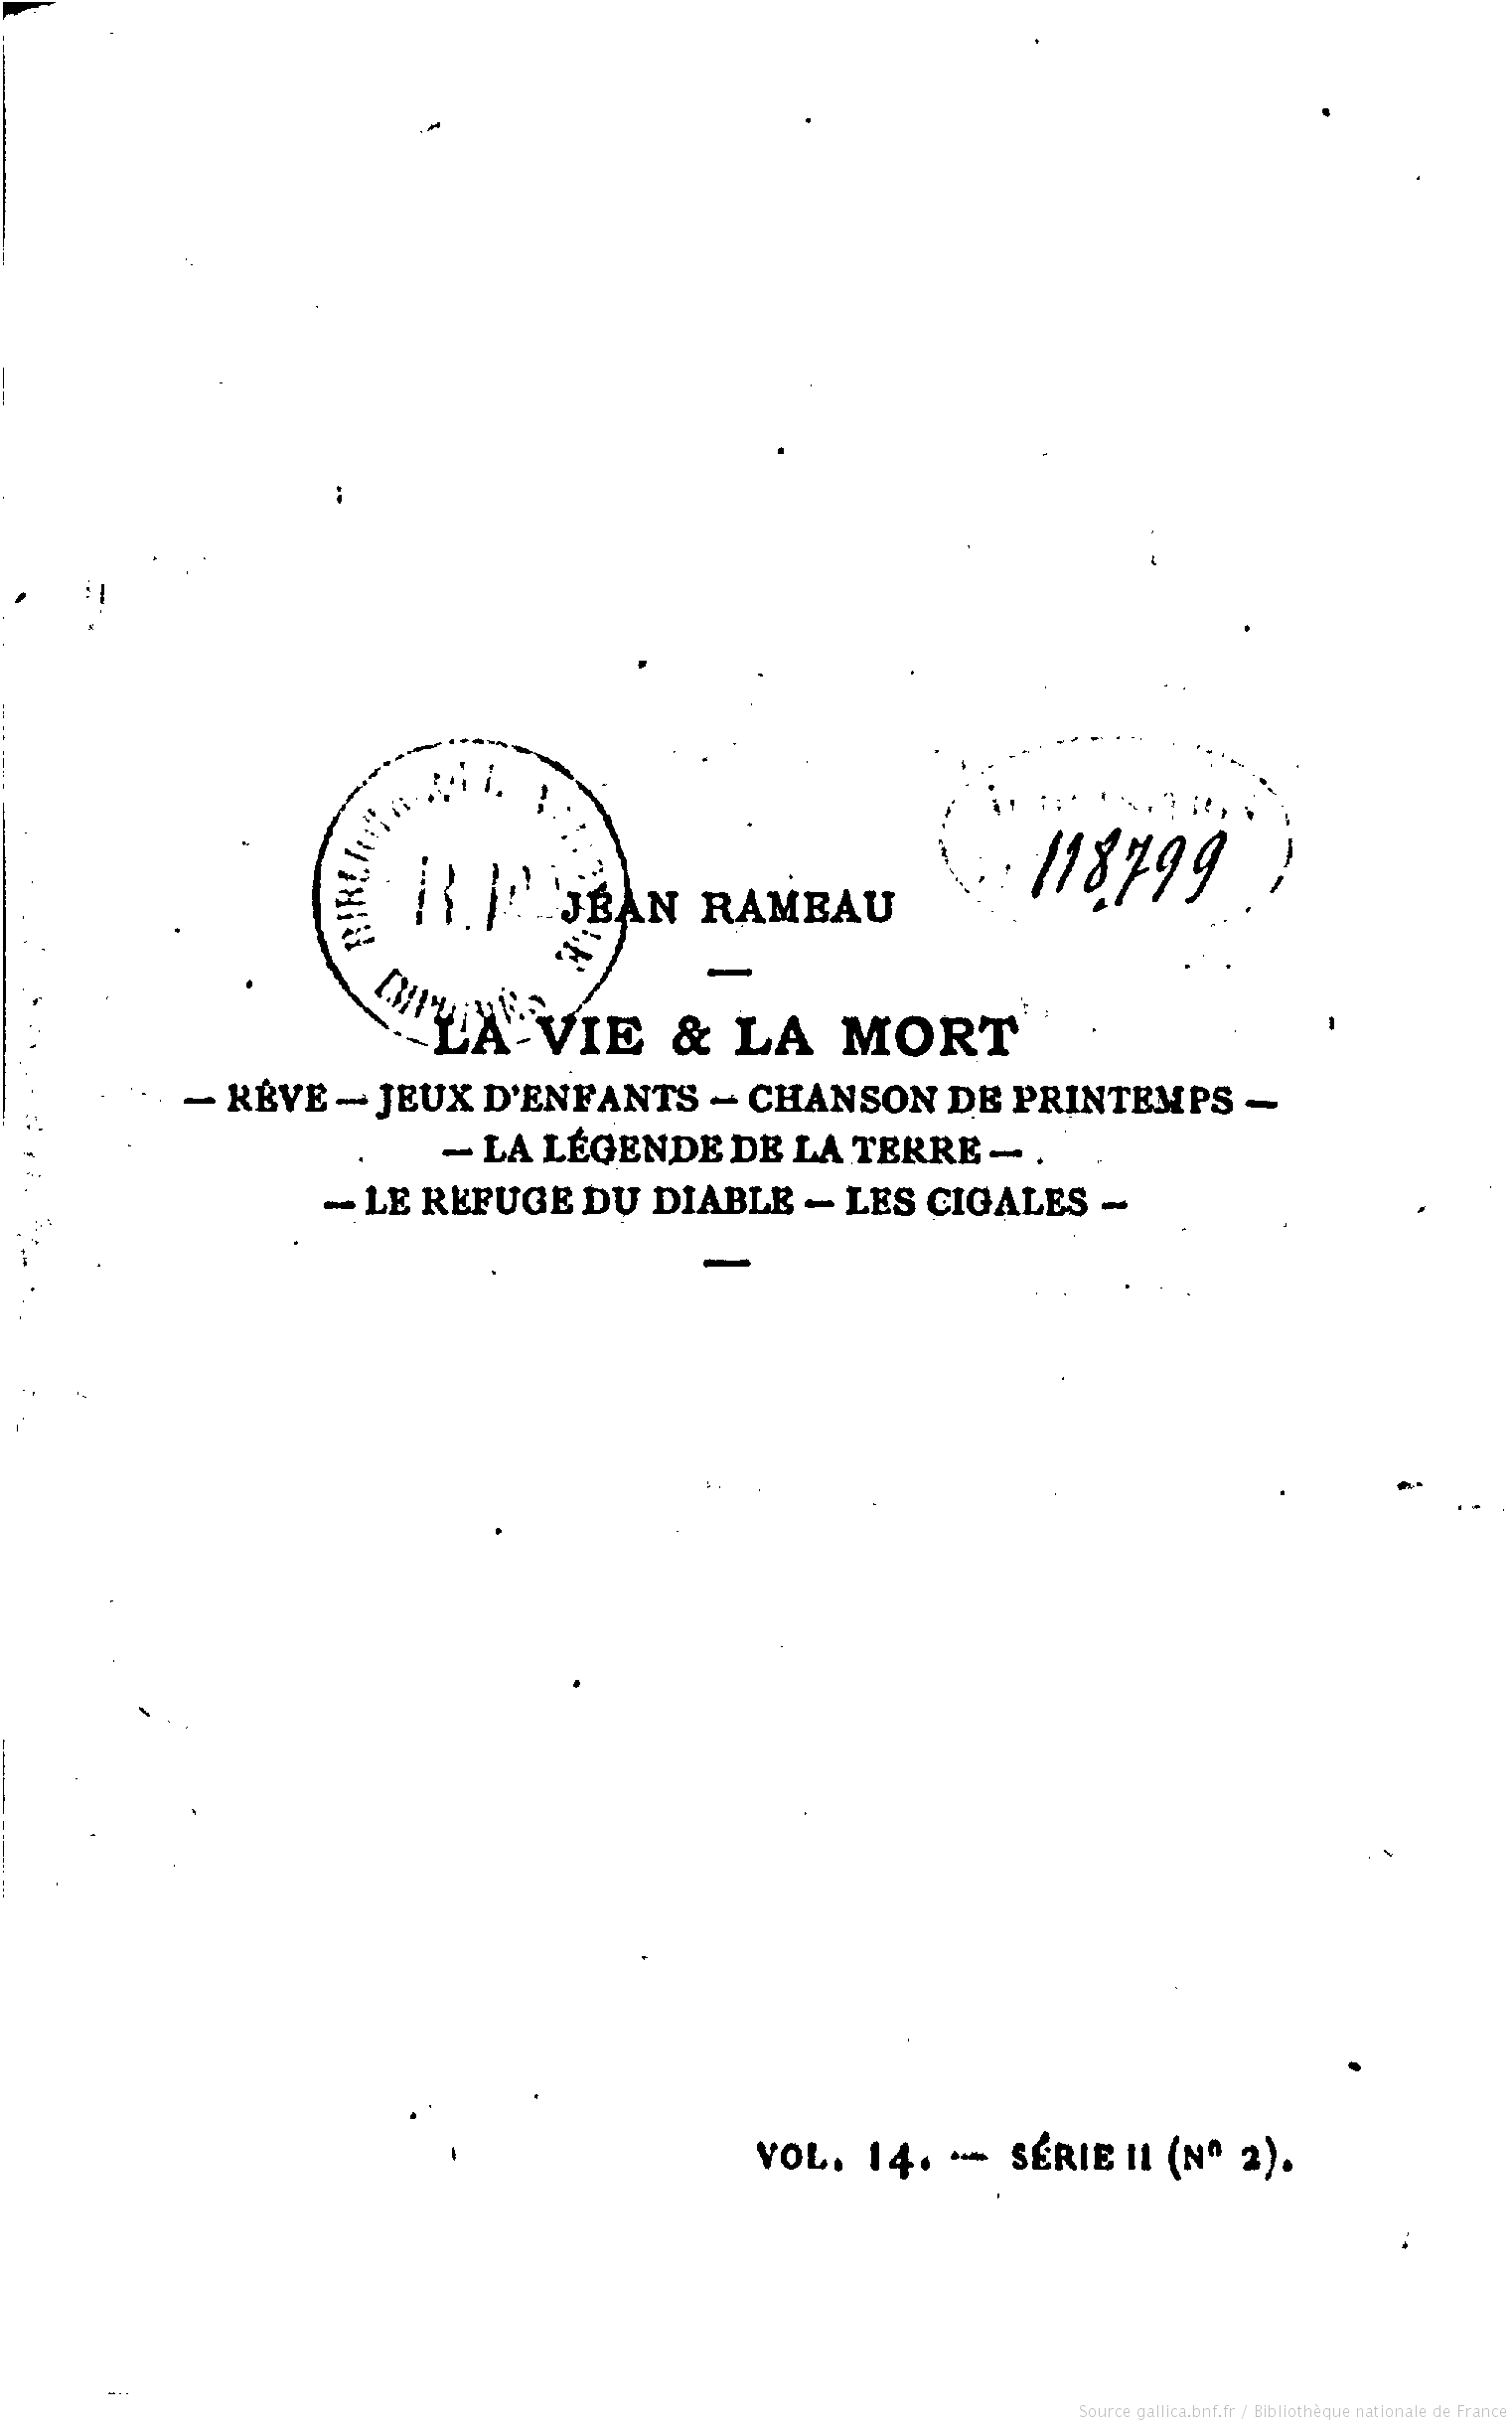 118799
JEAN RAMEAU
LA VIE & LA MORT
— RÊVE — JEUX D'ENFANTS — CHANSON DE PRINTEMPS —
— LA LÉGENDE DE LA TERRE —
— LE REFUGE DU DIABLE — LES CIGALES —
VOL. 14. — SÉRIE II (Nº 2).
Source gallica.bnf.fr / Bibliothèque nationale de France